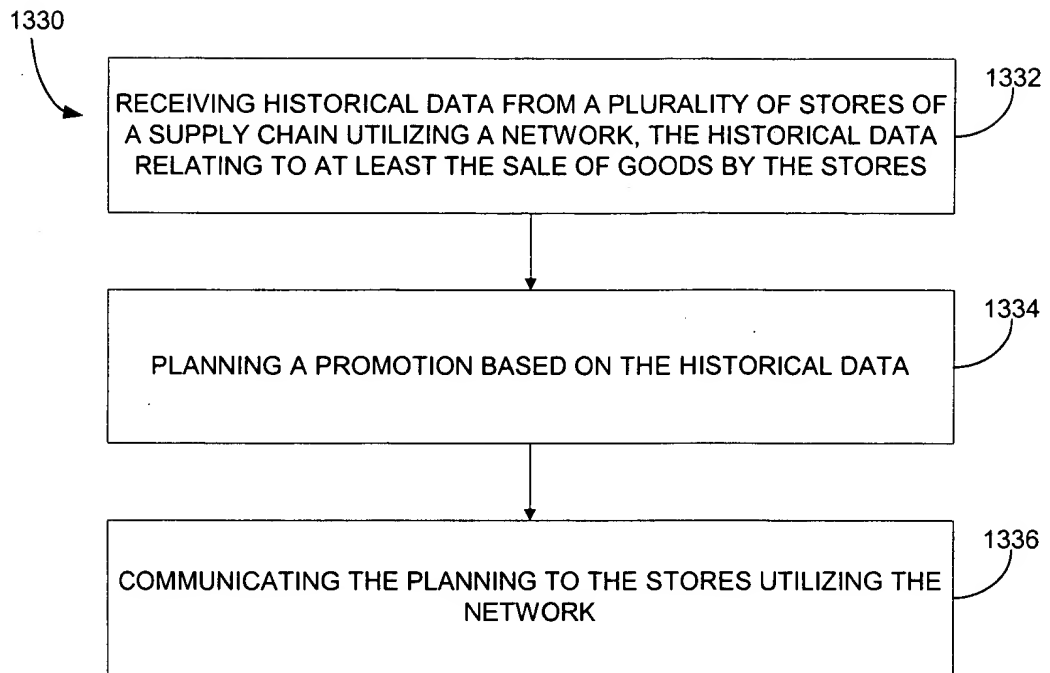 1330
1332
RECEIVING HISTORICAL DATA FROM A PLURALITY OF STORES OF
A SUPPLY CHAIN UTILIZING A NETWORK, THE HISTORICAL DATA
RELATING TO AT LEAST THE SALE OF GOODS BY THE STORES
1334
PLANNING A PROMOTION BASED ON THE HISTORICAL DATA
1336
COMMUNICATING THE PLANNING TO THE STORES UTILIZING THE
NETWORK